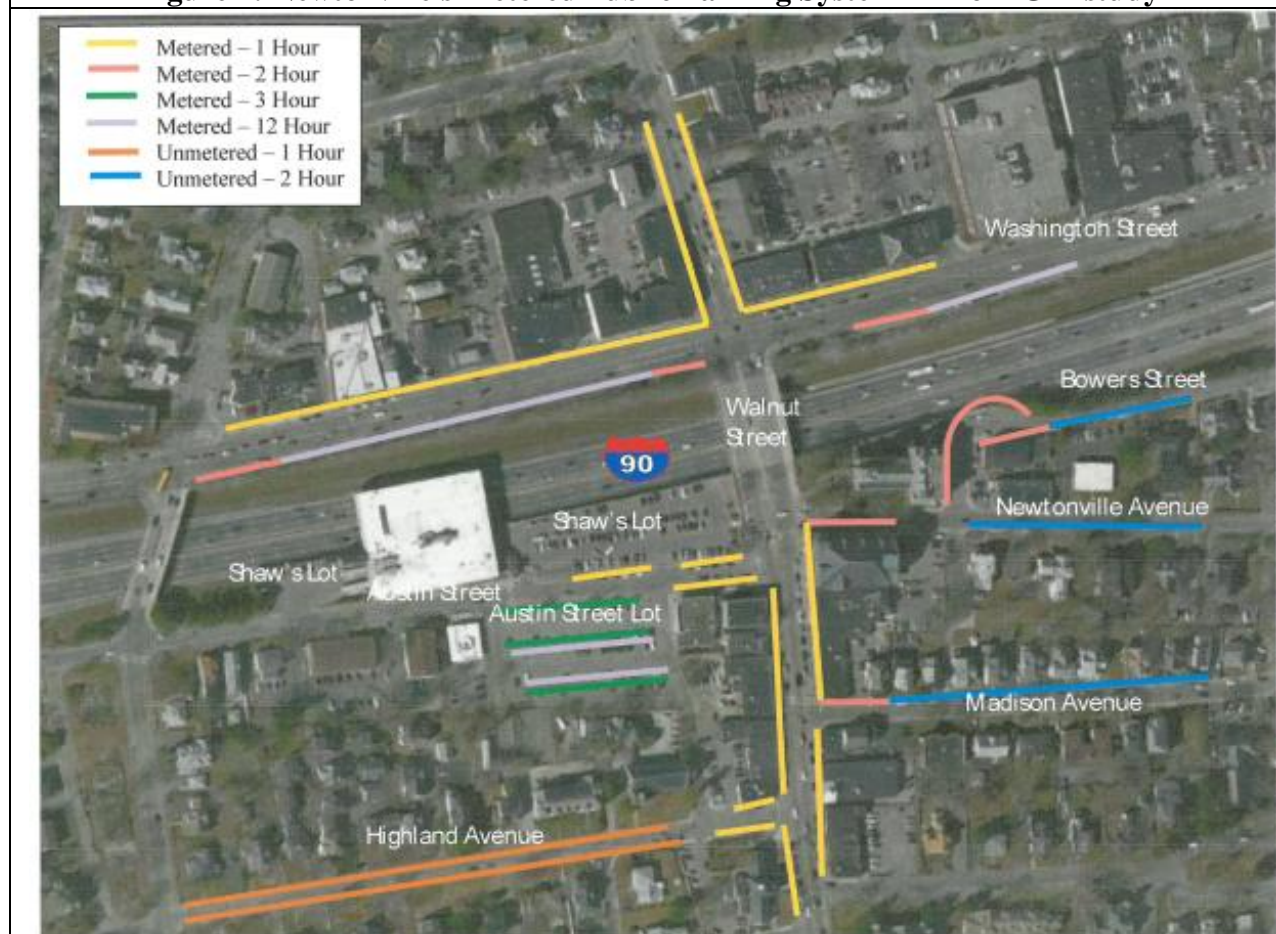 Metered – 1 Hour
Metered – 2 Hour
Metered – 3 Hour
Metered – 12 Hour
Unmetered – 1 Hour
Unmetered – 2 Hour
Washington Street
Bowers Street
Walnut
Street
90
Newtonville Avenue
Shaw's Lot
Shaw's Lot
Austin Street
Austin Street Lot
Madison Avenue
Highland Avenue